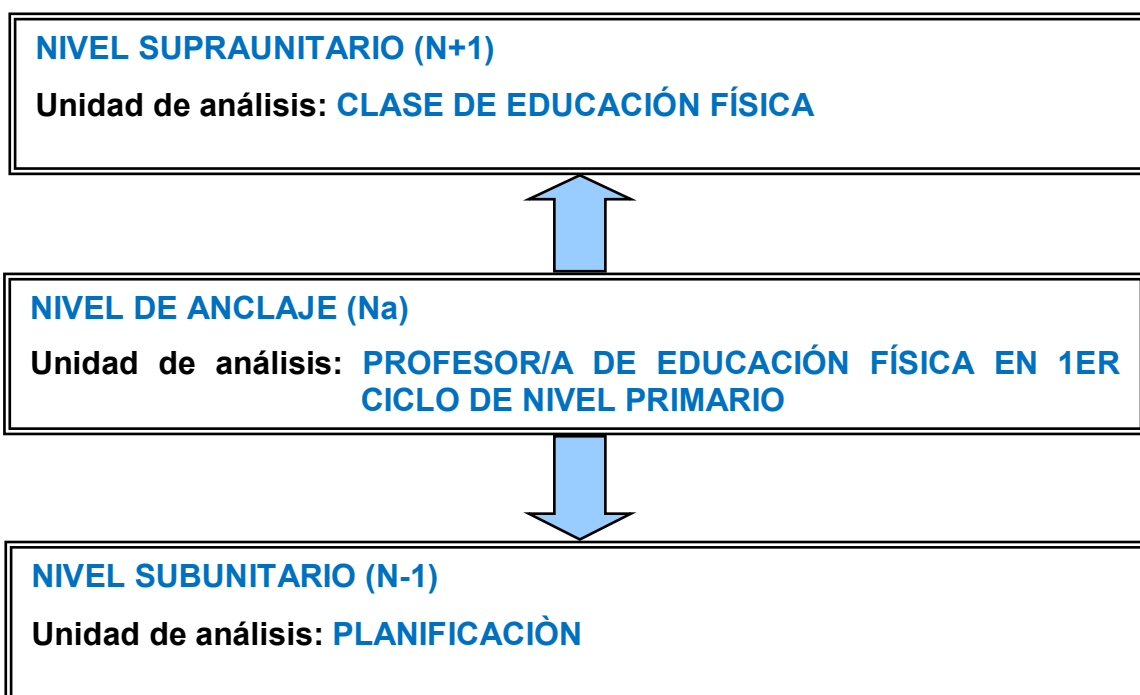 NIVEL SUPRAUNITARIO (N+1)
Unidad de análisis: CLASE DE EDUCACIÓN FÍSICA
NIVEL DE ANCLAJE (Na)
Unidad de análisis: PROFESOR/A DE EDUCACIÓN FÍSICA EN 1ER
CICLO DE NIVEL PRIMARIO
NIVEL SUBUNITARIO (N-1)
Unidad de análisis: PLANIFICACIÒN